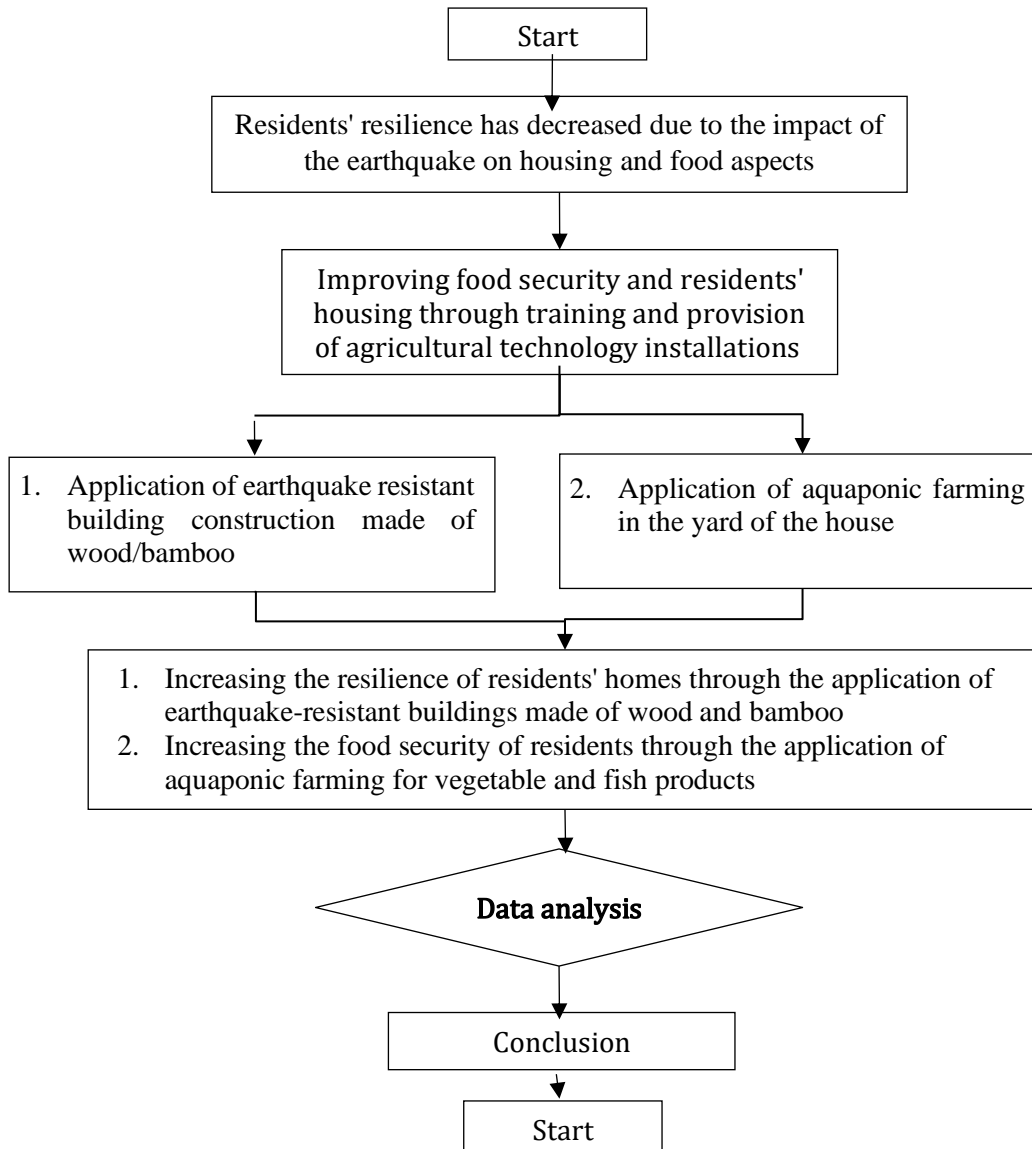 Start
Residents' resilience has decreased due to the impact of
the earthquake on housing and food aspects
Improving food security and residents'
housing through training and provision
of agricultural technology installations
1. Application of earthquake resistant
building construction made of
wood/bamboo
2. Application of aquaponic farming
in the yard of the house
1. Increasing the resilience of residents' homes through the application of
earthquake-resistant buildings made of wood and bamboo
2. Increasing the food security of residents through the application of
aquaponic farming for vegetable and fish products
Data analysis
Conclusion
Start